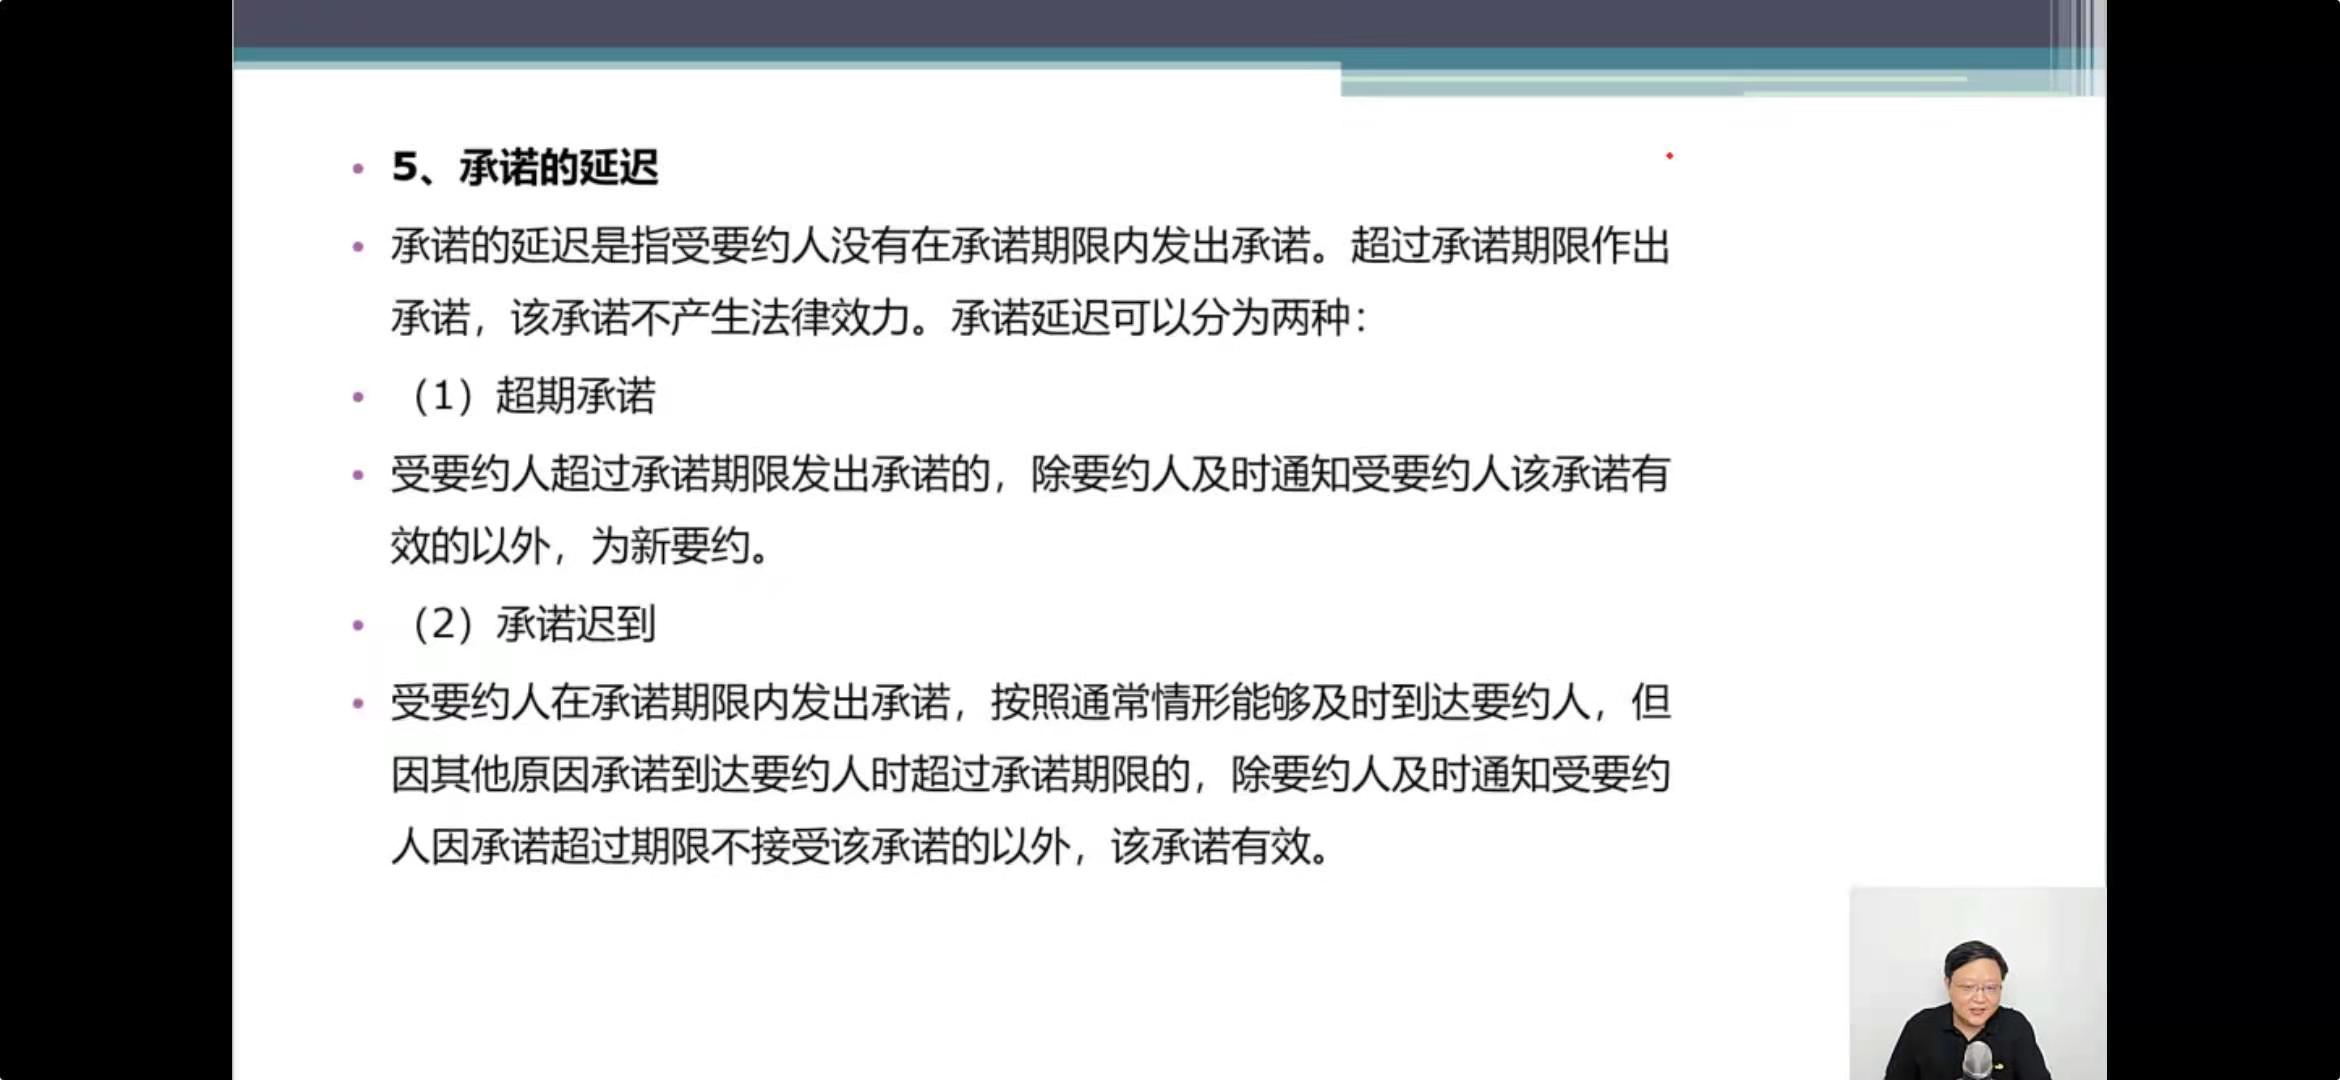 5、承诺的延迟
承诺的延迟是指受要约人没有在承诺期限内发出承诺。超过承诺期限作出
承诺，该承诺不产生法律效力。承诺延迟可以分为两种：
（1）超期承诺
受要约人超过承诺期限发出承诺的，除要约人及时通知受要约人该承诺有
效的以外，为新要约。
（2）承诺迟到
受要约人在承诺期限内发出承诺，按照通常情形能够及时到达要约人，但
因其他原因承诺到达要约人时超过承诺期限的，除要约人及时通知受要约
人因承诺超过期限不接受该承诺的以外，该承诺有效。